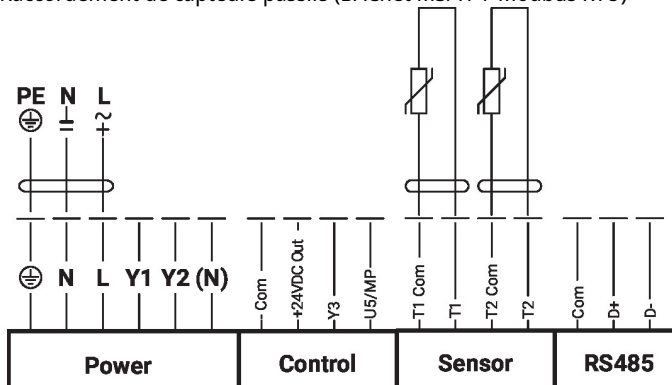 PE N L
N L Y1 Y2 (N)
Com
+24VDC Out
Y3
U5/MP
T1 Com
T1
T2 Com
T2
Com
D+
D-
Power
Control
Sensor
RS485